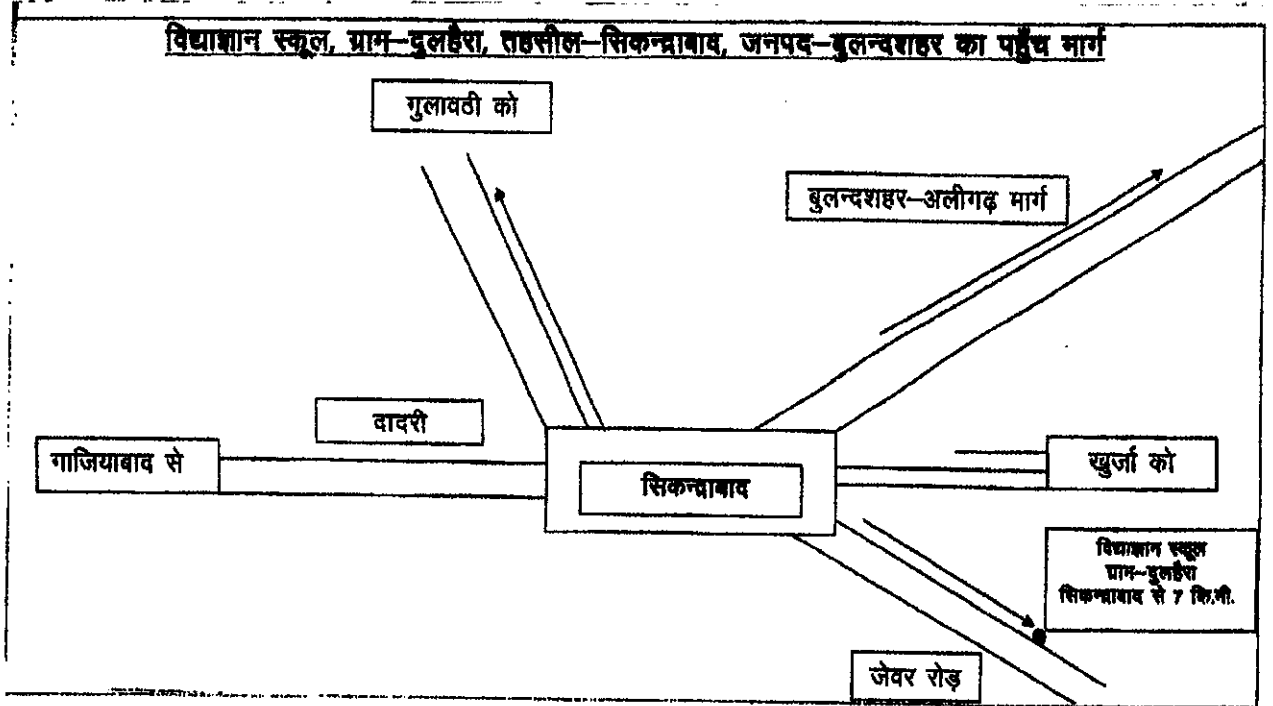 विद्याज्ञान स्कूल, ग्राम–दुलहैरा, तहसील–सिकन्द्राबाद, जनपद–बुलन्दशहर का पहुँच मार्ग
गुलावठी को
बुलन्दशहर–अलीगढ़ मार्ग
दादरी
गाजियाबाद से
सिकन्द्राबाद
खुर्जा को
विद्याज्ञान स्कूल
ग्राम–दुलहैरा
सिकन्द्राबाद से 7 कि.मी.
जेवर रोड़